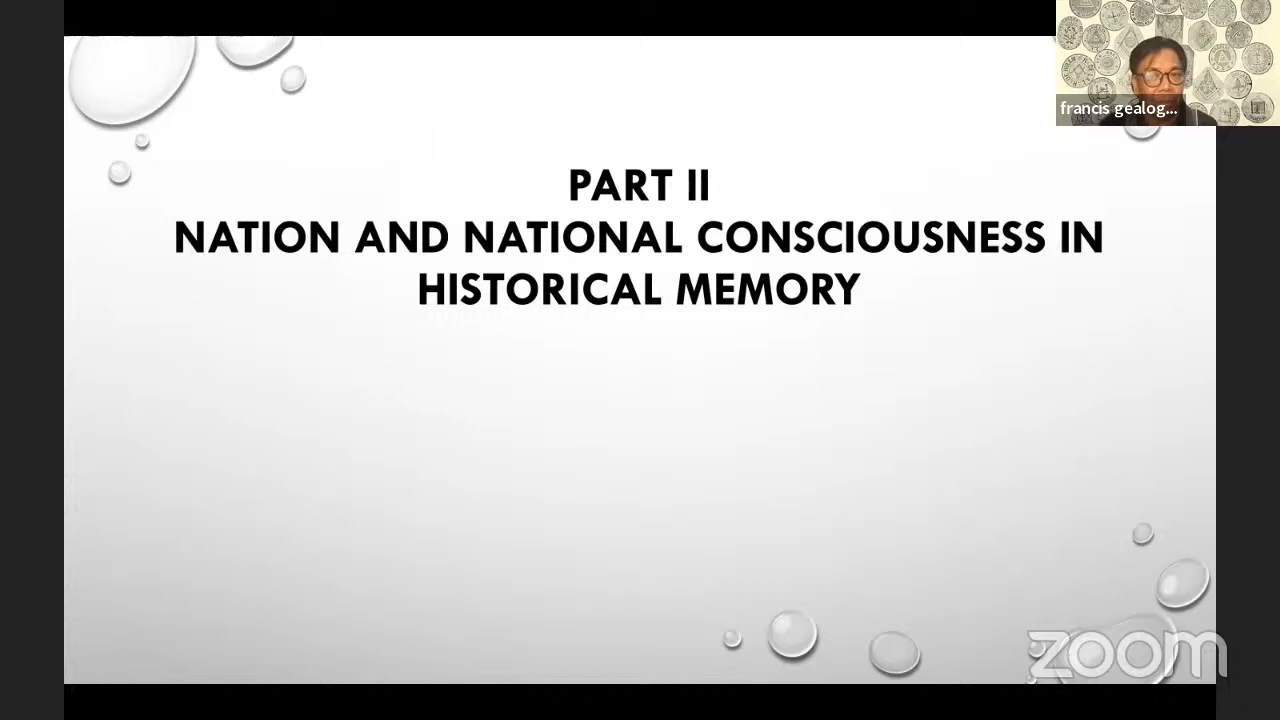 francis gealog...
PART II
NATION AND NATIONAL CONSCIOUSNESS IN
HISTORICAL MEMORY
zoom